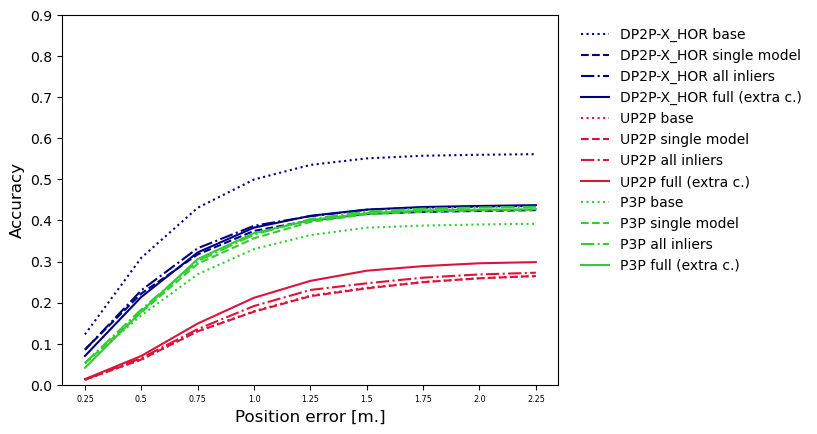 0.9
0.8
0.7
0.6
0.5
0.4
0.3
0.2
0.1
0.0
Accuracy
0.25 0.5 0.75 1.0 1.25 1.5 1.75 2.0 2.25
Position error [m.]
DP2P-X_HOR base
DP2P-X_HOR single model
DP2P-X_HOR all inliers
DP2P-X_HOR full (extra c.)
UP2P base
UP2P single model
UP2P all inliers
UP2P full (extra c.)
P3P base
P3P single model
P3P all inliers
P3P full (extra c.)